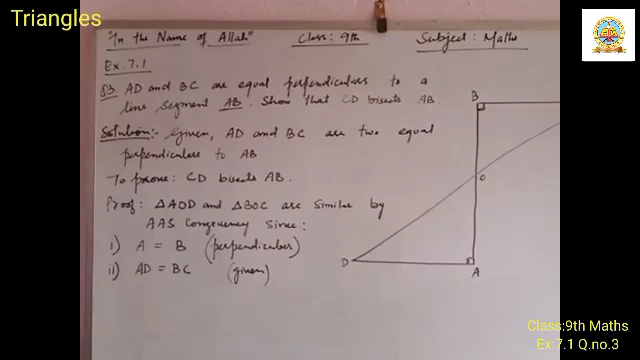 Triangles
"In the Name of Allah" Class: 9th Subject: Maths
Ex. 7.1
Q3. AD and BC are equal perpendiculars to a
line segment AB. Show that CD bisects AB.
Solution:- Given, AD and BC are two equal
perpendiculars to AB
To prove: CD bisects AB.
Proof: △AOD and △BOC are similar by
AAS Congruency Since:
i) A = B (perpendicular)
ii) AD = BC (given)
B
O
D
A
Class:9th Maths
Ex 7.1 Q.no.3